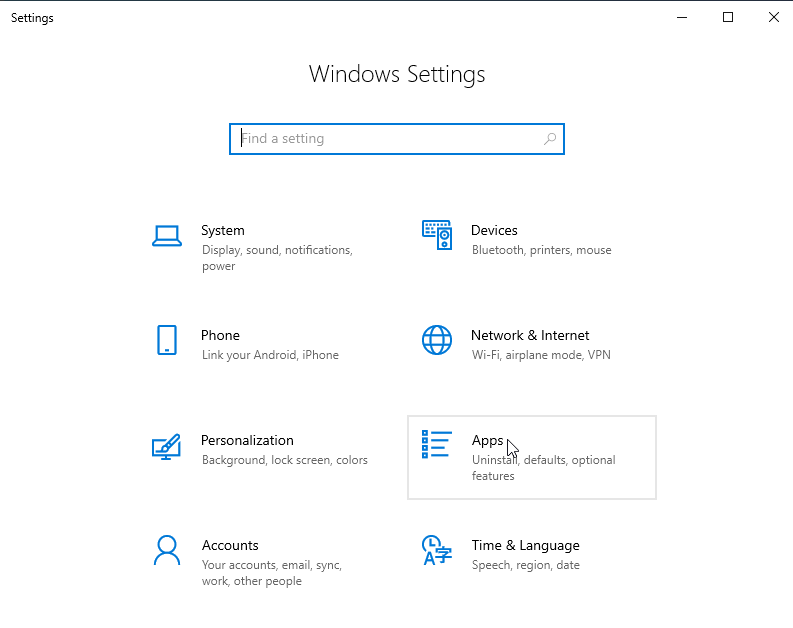 Settings
Windows Settings
Find a setting
System
Display, sound, notifications,
power
Devices
Bluetooth, printers, mouse
Phone
Link your Android, iPhone
Network & Internet
Wi-Fi, airplane mode, VPN
Personalization
Background, lock screen, colors
Apps
Uninstall, defaults, optional
features
Accounts
Your accounts, email, sync,
work, other people
Time & Language
Speech, region, date